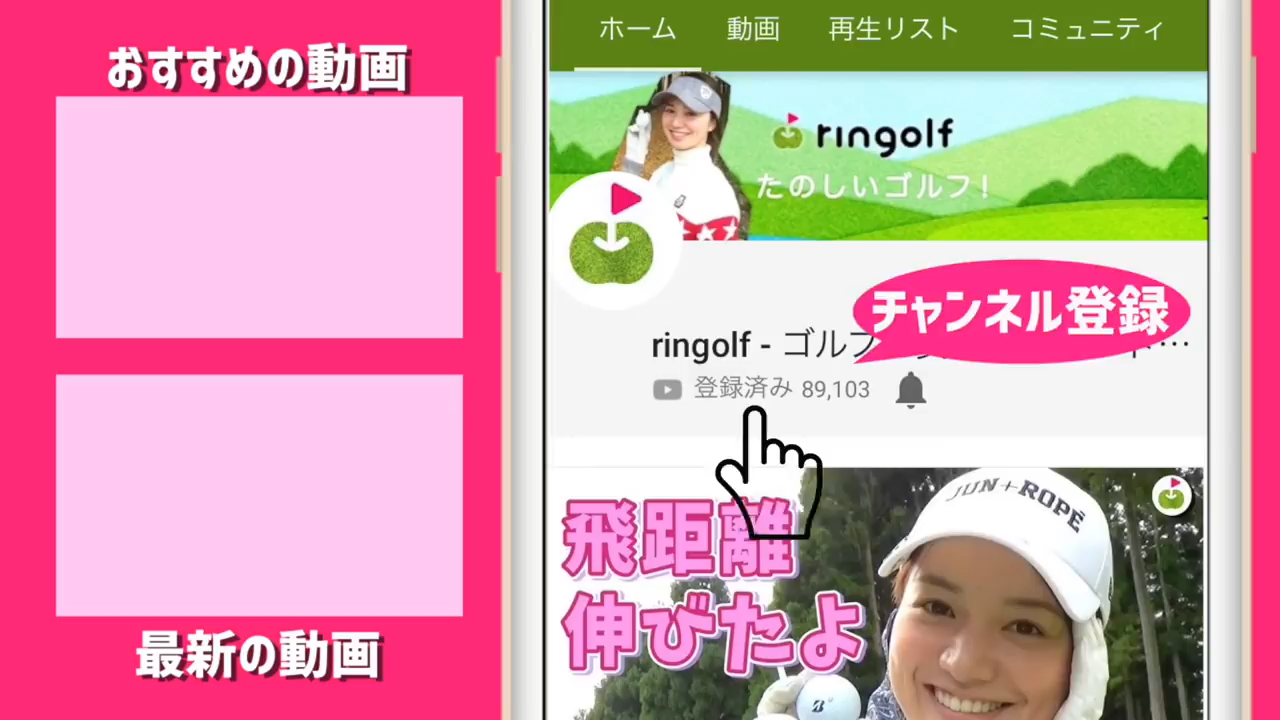 おすすめの動画
最新の動画
ホーム 動画 再生リスト コミュニティ
ringolf
たのしいゴルフ!
チャンネル登録
ringolf - ゴルフ
登録済み 89,103
JUN+ROPÉ
飛距離
伸びたよ
B